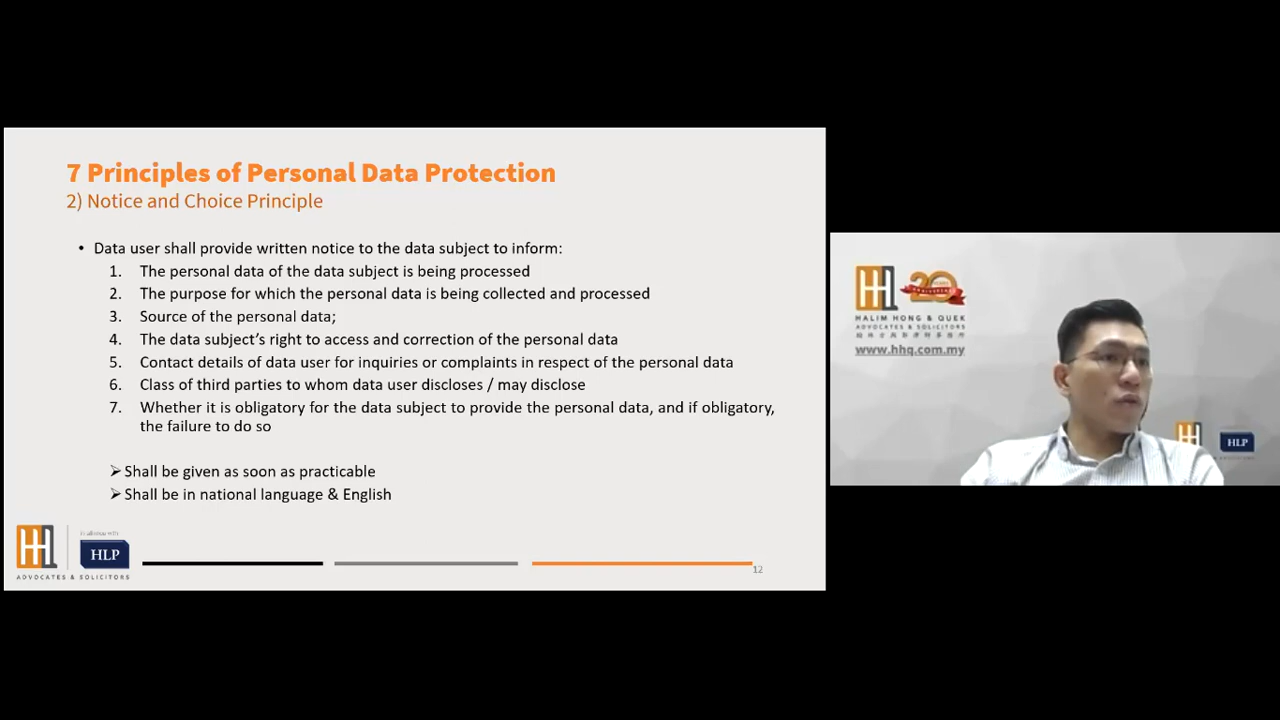 7 Principles of Personal Data Protection
2) Notice and Choice Principle
• Data user shall provide written notice to the data subject to inform:
1. The personal data of the data subject is being processed
2. The purpose for which the personal data is being collected and processed
3. Source of the personal data;
4. The data subject's right to access and correction of the personal data
5. Contact details of data user for inquiries or complaints in respect of the personal data
6. Class of third parties to whom data user discloses / may disclose
7. Whether it is obligatory for the data subject to provide the personal data, and if obligatory,
the failure to do so
➢ Shall be given as soon as practicable
➢ Shall be in national language & English
HLP
ADVOCATES & SOLICITORS
12
20
ANNIVERSARY
HALIM HONG & QUEK
ADVOCATES & SOLICITORS
www.hhq.com.my
HLP